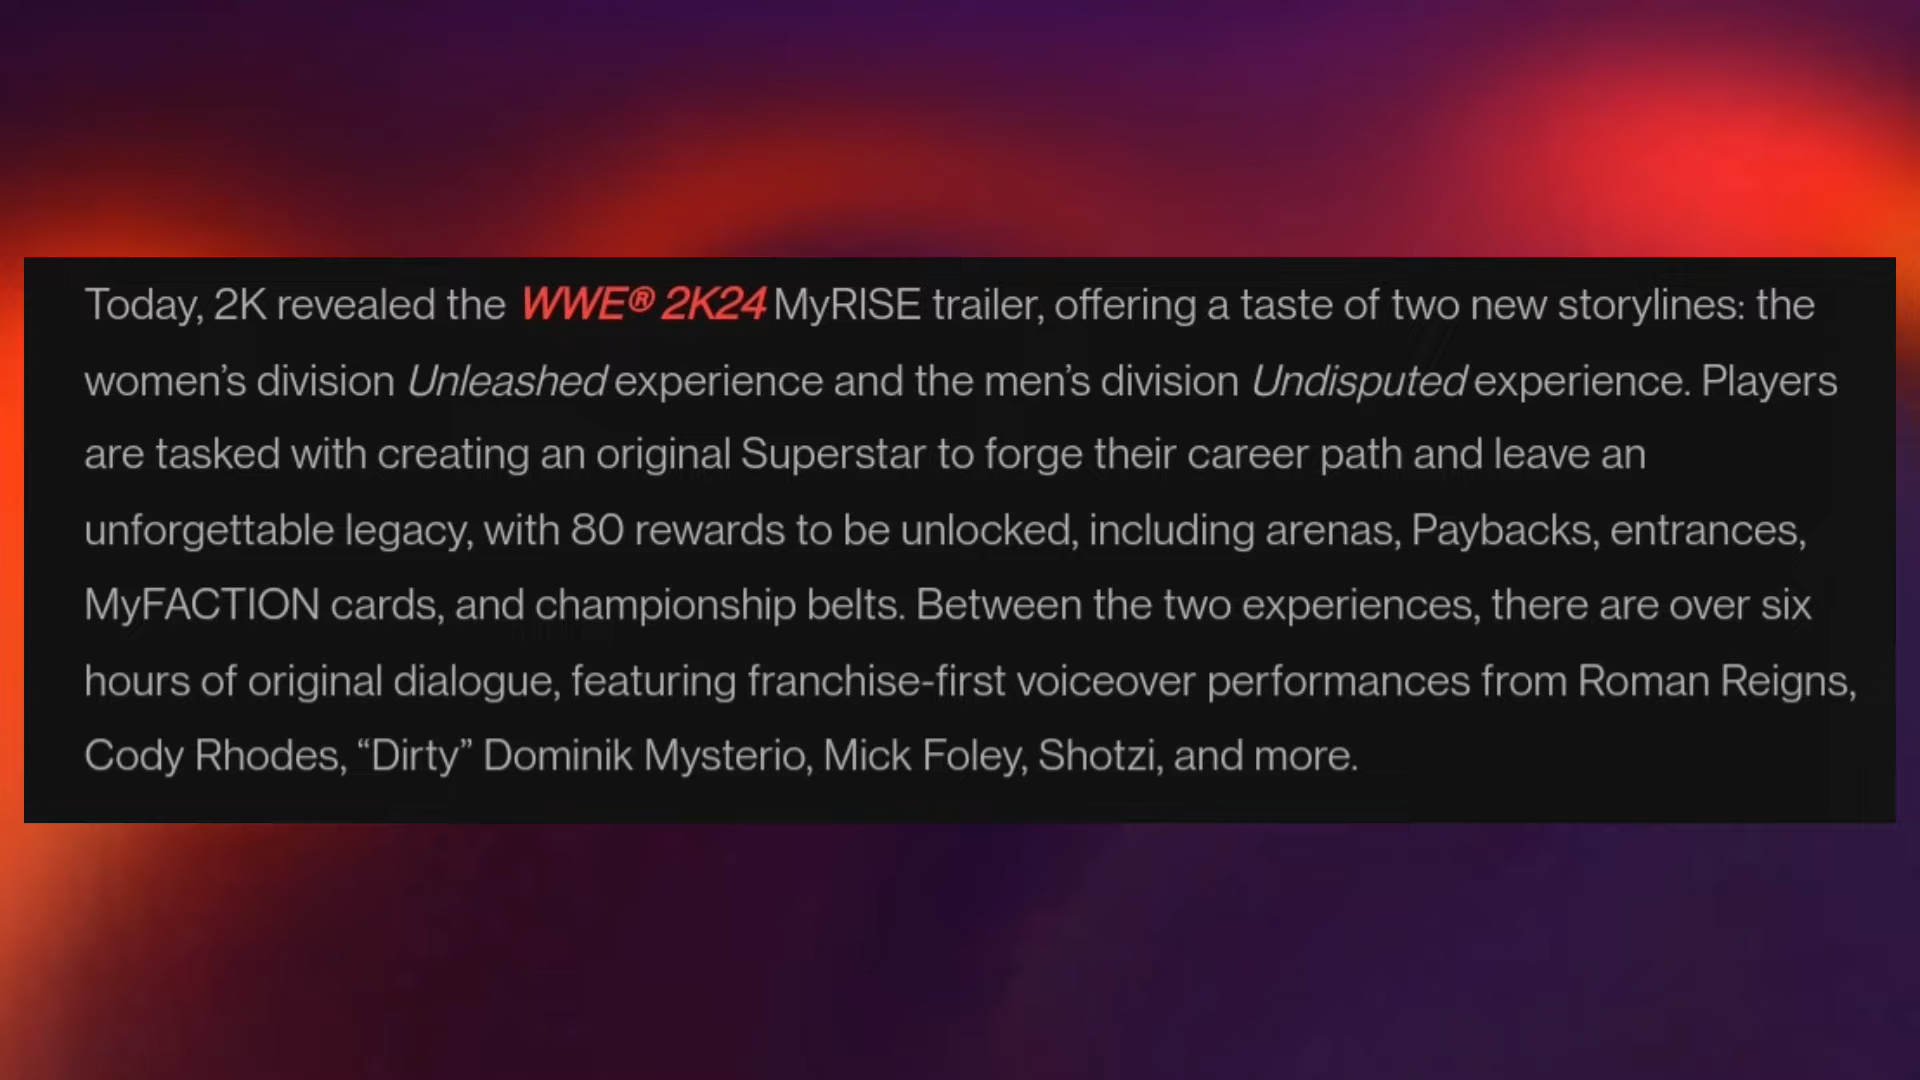 Today, 2K revealed the WWE® 2K24 MyRISE trailer, offering a taste of two new storylines: the
women’s division Unleashed experience and the men’s division Undisputed experience. Players
are tasked with creating an original Superstar to forge their career path and leave an
unforgettable legacy, with 80 rewards to be unlocked, including arenas, Paybacks, entrances,
MyFACTION cards, and championship belts. Between the two experiences, there are over six
hours of original dialogue, featuring franchise-first voiceover performances from Roman Reigns,
Cody Rhodes, “Dirty” Dominik Mysterio, Mick Foley, Shotzi, and more.